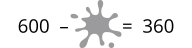 600 – = 360